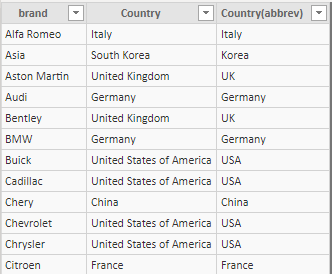 brand Country Country(abbrev)
Alfa Romeo Italy Italy
Asia South Korea Korea
Aston Martin United Kingdom UK
Audi Germany Germany
Bentley United Kingdom UK
BMW Germany Germany
Buick United States of America USA
Cadillac United States of America USA
Chery China China
Chevrolet United States of America USA
Chrysler United States of America USA
Citroen France France